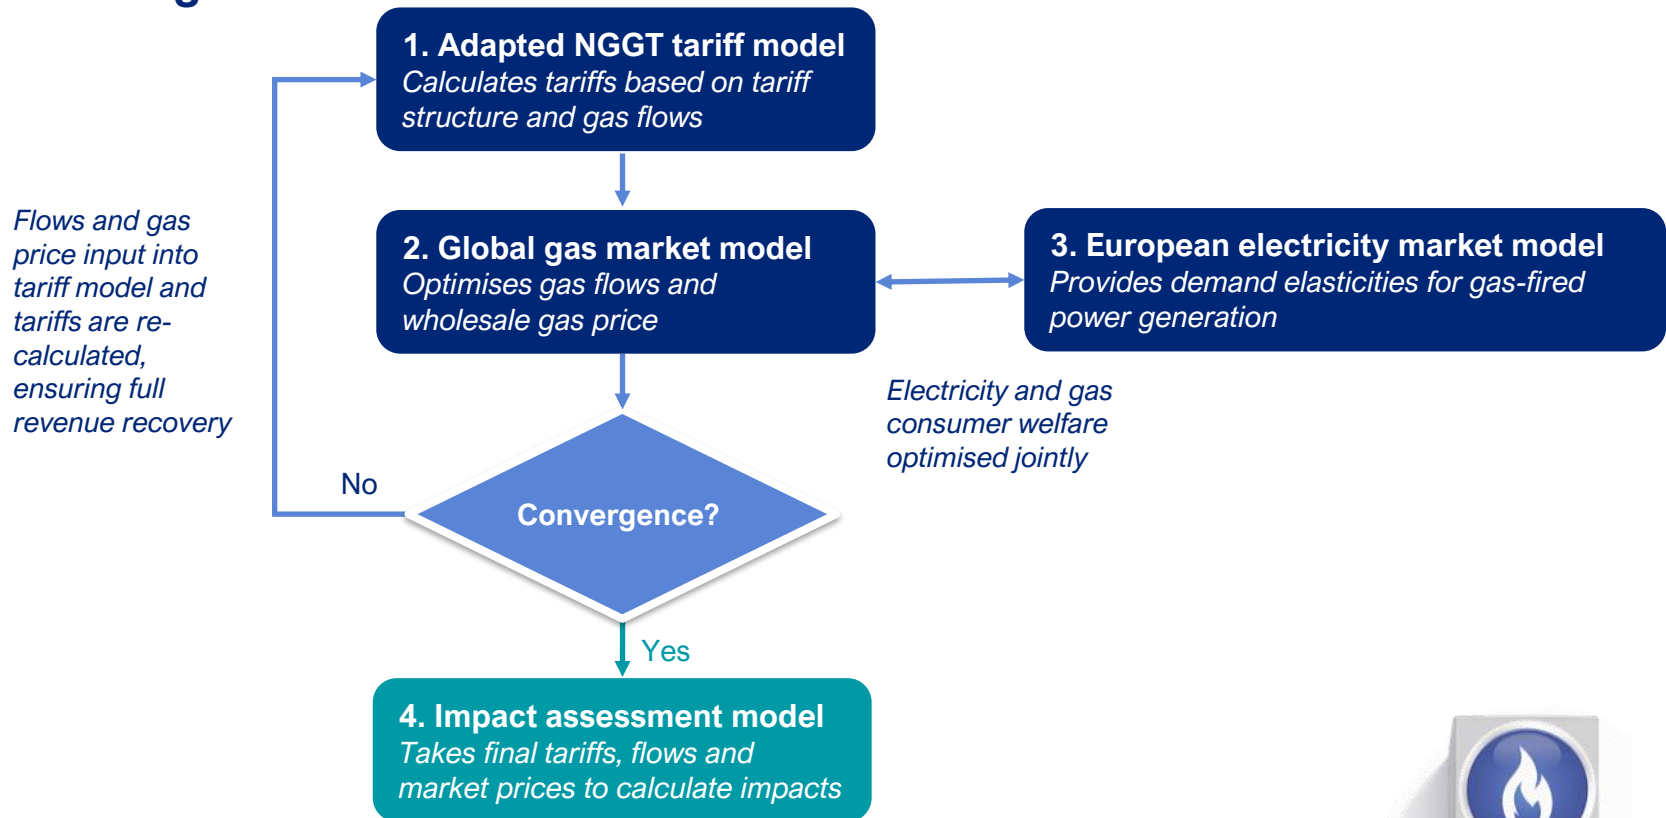 1. Adapted NGGT tariff model
Calculates tariffs based on tariff
structure and gas flows
Flows and gas
price input into
tariff model and
tariffs are re-
calculated,
ensuring full
revenue recovery
2. Global gas market model
Optimises gas flows and
wholesale gas price
3. European electricity market model
Provides demand elasticities for gas-fired
power generation
Electricity and gas
consumer welfare
optimised jointly
No
Convergence?
Yes
4. Impact assessment model
Takes final tariffs, flows and
market prices to calculate impacts